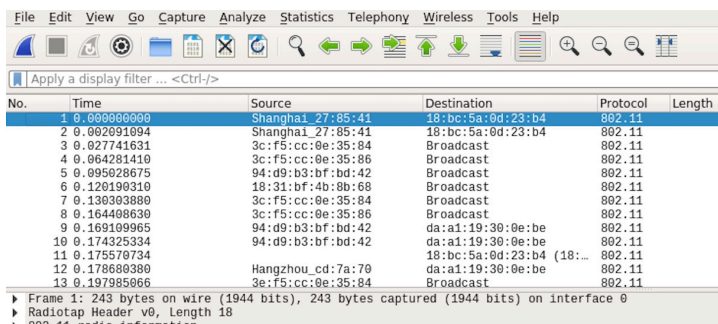 File Edit View Go Capture Analyze Statistics Telephony Wireless Tools Help
Apply a display filter ... <Ctrl-/>
No. Time Source Destination Protocol Length
1 0.000000000 Shanghai_27:85:41 18:bc:5a:0d:23:b4 802.11
2 0.002091094 Shanghai_27:85:41 18:bc:5a:0d:23:b4 802.11
3 0.027741631 3c:f5:cc:0e:35:84 Broadcast 802.11
4 0.064281410 3c:f5:cc:0e:35:86 Broadcast 802.11
5 0.095028675 94:d9:b3:bf:bd:42 Broadcast 802.11
6 0.120190310 18:31:bf:4b:8b:68 Broadcast 802.11
7 0.130303880 3c:f5:cc:0e:35:84 Broadcast 802.11
8 0.164408630 3c:f5:cc:0e:35:86 Broadcast 802.11
9 0.169109965 94:d9:b3:bf:bd:42 da:a1:19:30:0e:be 802.11
10 0.174325334 94:d9:b3:bf:bd:42 da:a1:19:30:0e:be 802.11
11 0.175570734 18:bc:5a:0d:23:b4 (18:… 802.11
12 0.178680380 Hangzhou_cd:7a:70 da:a1:19:30:0e:be 802.11
13 0.197985066 3e:f5:cc:0e:35:84 Broadcast 802.11
Frame 1: 243 bytes on wire (1944 bits), 243 bytes captured (1944 bits) on interface 0
Radiotap Header v0, Length 18
802.11 radio information